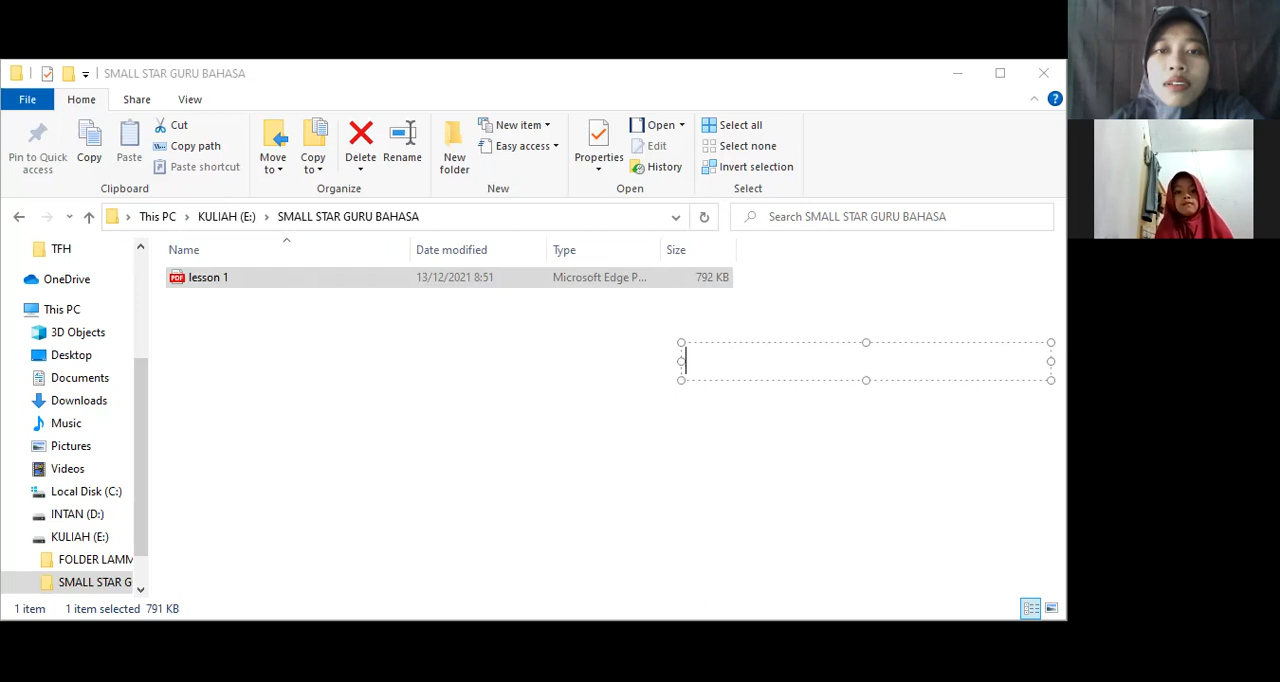 SMALL STAR GURU BAHASA
File Home Share View
Pin to Quick access
Copy
Paste
Cut
Copy path
Paste shortcut
Clipboard
Move to
Copy to
Delete
Rename
Organize
New folder
New item
Easy access
New
Properties
Open
Edit
History
Open
Select all
Select none
Invert selection
Select
This PC > KULIAH (E:) > SMALL STAR GURU BAHASA
Search SMALL STAR GURU BAHASA
Name Date modified Type Size
PDF lesson 1 13/12/2021 8:51 Microsoft Edge P... 792 KB
TFH
OneDrive
This PC
3D Objects
Desktop
Documents
Downloads
Music
Pictures
Videos
Local Disk (C:)
INTAN (D:)
KULIAH (E:)
FOLDER LAMM
SMALL STAR G
1 item 1 item selected 791 KB